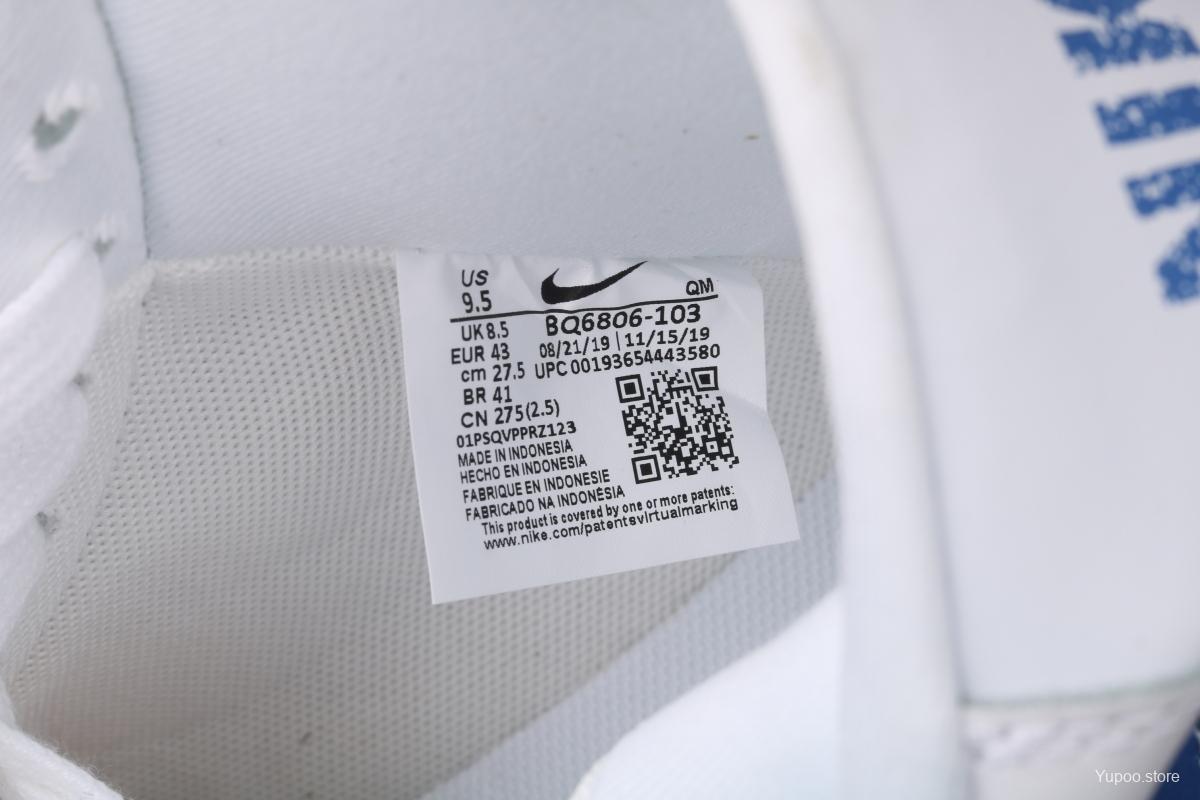 US
9.5
QM
UK 8.5
EUR 43
cm 27.5
BR 41
CN 275(2.5)
BQ6806-103
08/21/19 | 11/15/19
UPC 00193654443580
01PSQVPPRZ123
MADE IN INDONESIA
HECHO EN INDONESIA
FABRIQUE EN INDONESIE
FABRICADO NA INDONÉSIA
This product is covered by one or more patents:
www.nike.com/patentsvirtualmarking
Yupoo.store